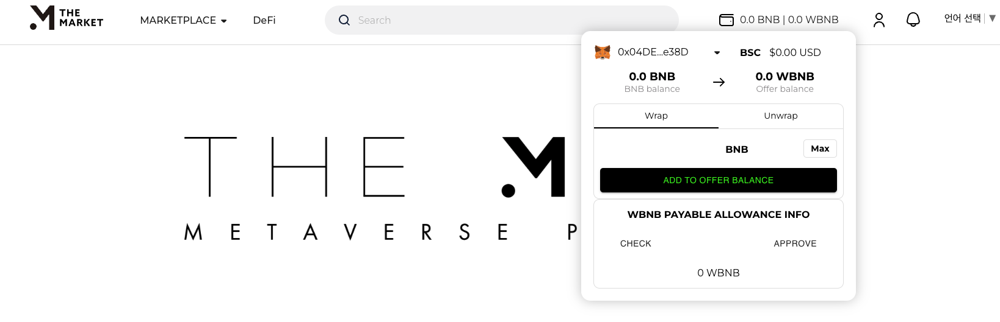 THE
MARKET
MARKETPLACE
DeFi
Search
0.0 BNB | 0.0 WBNB
언어 선택
0x04DE...e38D
BSC $0.00 USD
0.0 BNB
BNB balance
0.0 WBNB
Offer balance
Wrap
Unwrap
BNB
Max
ADD TO OFFER BALANCE
WBNB PAYABLE ALLOWANCE INFO
CHECK
APPROVE
0 WBNB
THE M
METAVERSE P